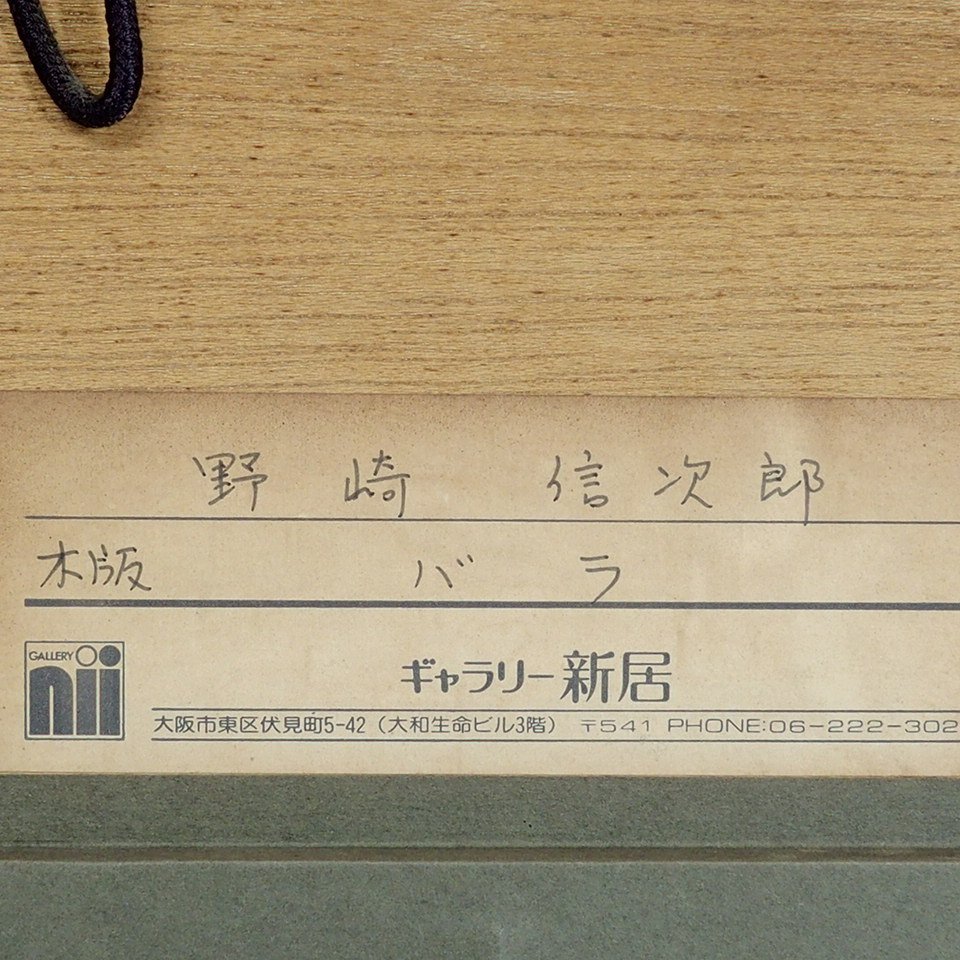 野崎 信次郎
木版 バラ
GALLERY nii
ギャラリー新居
大阪市東区伏見町5-42（大和生命ビル3階） 〒541 PHONE:06-222-302